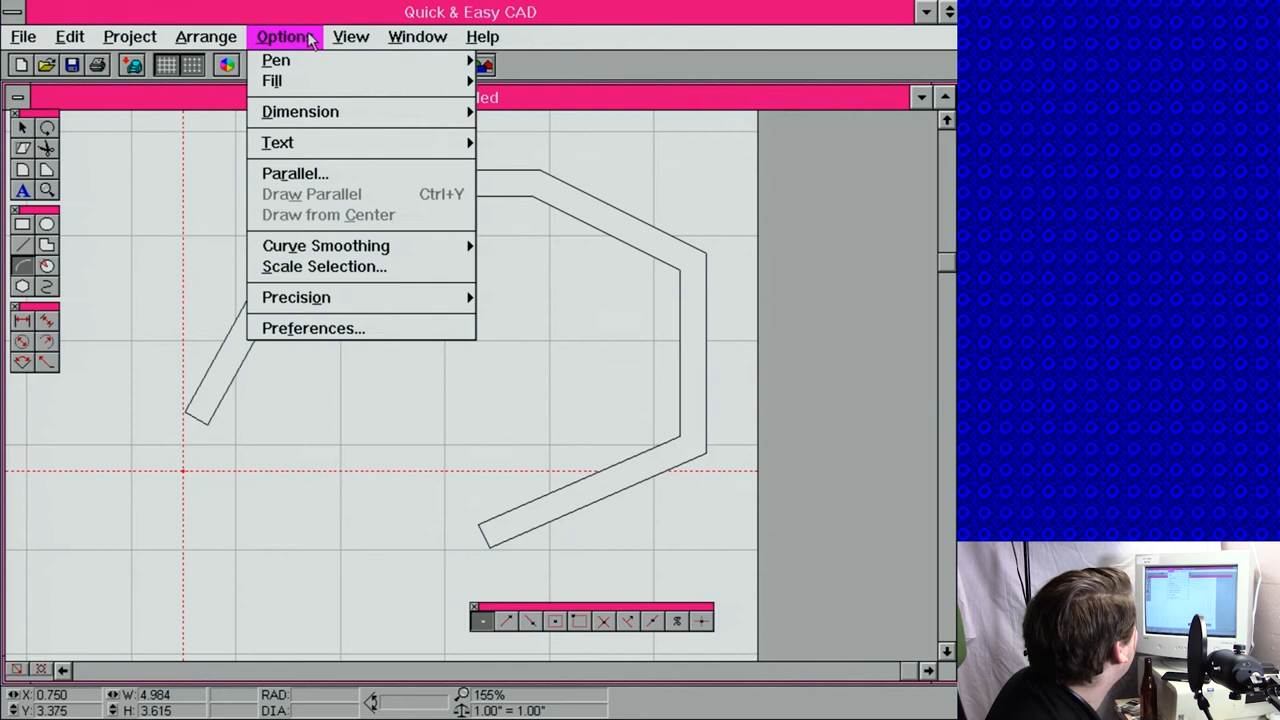 Quick & Easy CAD
File Edit Project Arrange Options View Window Help
led
Pen
Fill
Dimension
Text
Parallel...
Draw Parallel Ctrl+Y
Draw from Center
Curve Smoothing
Scale Selection...
Precision
Preferences...
A
X: 0.750 W: 4.984 RAD: 155%
Y: 3.375 H: 3.615 DIA: 1.00" = 1.00"